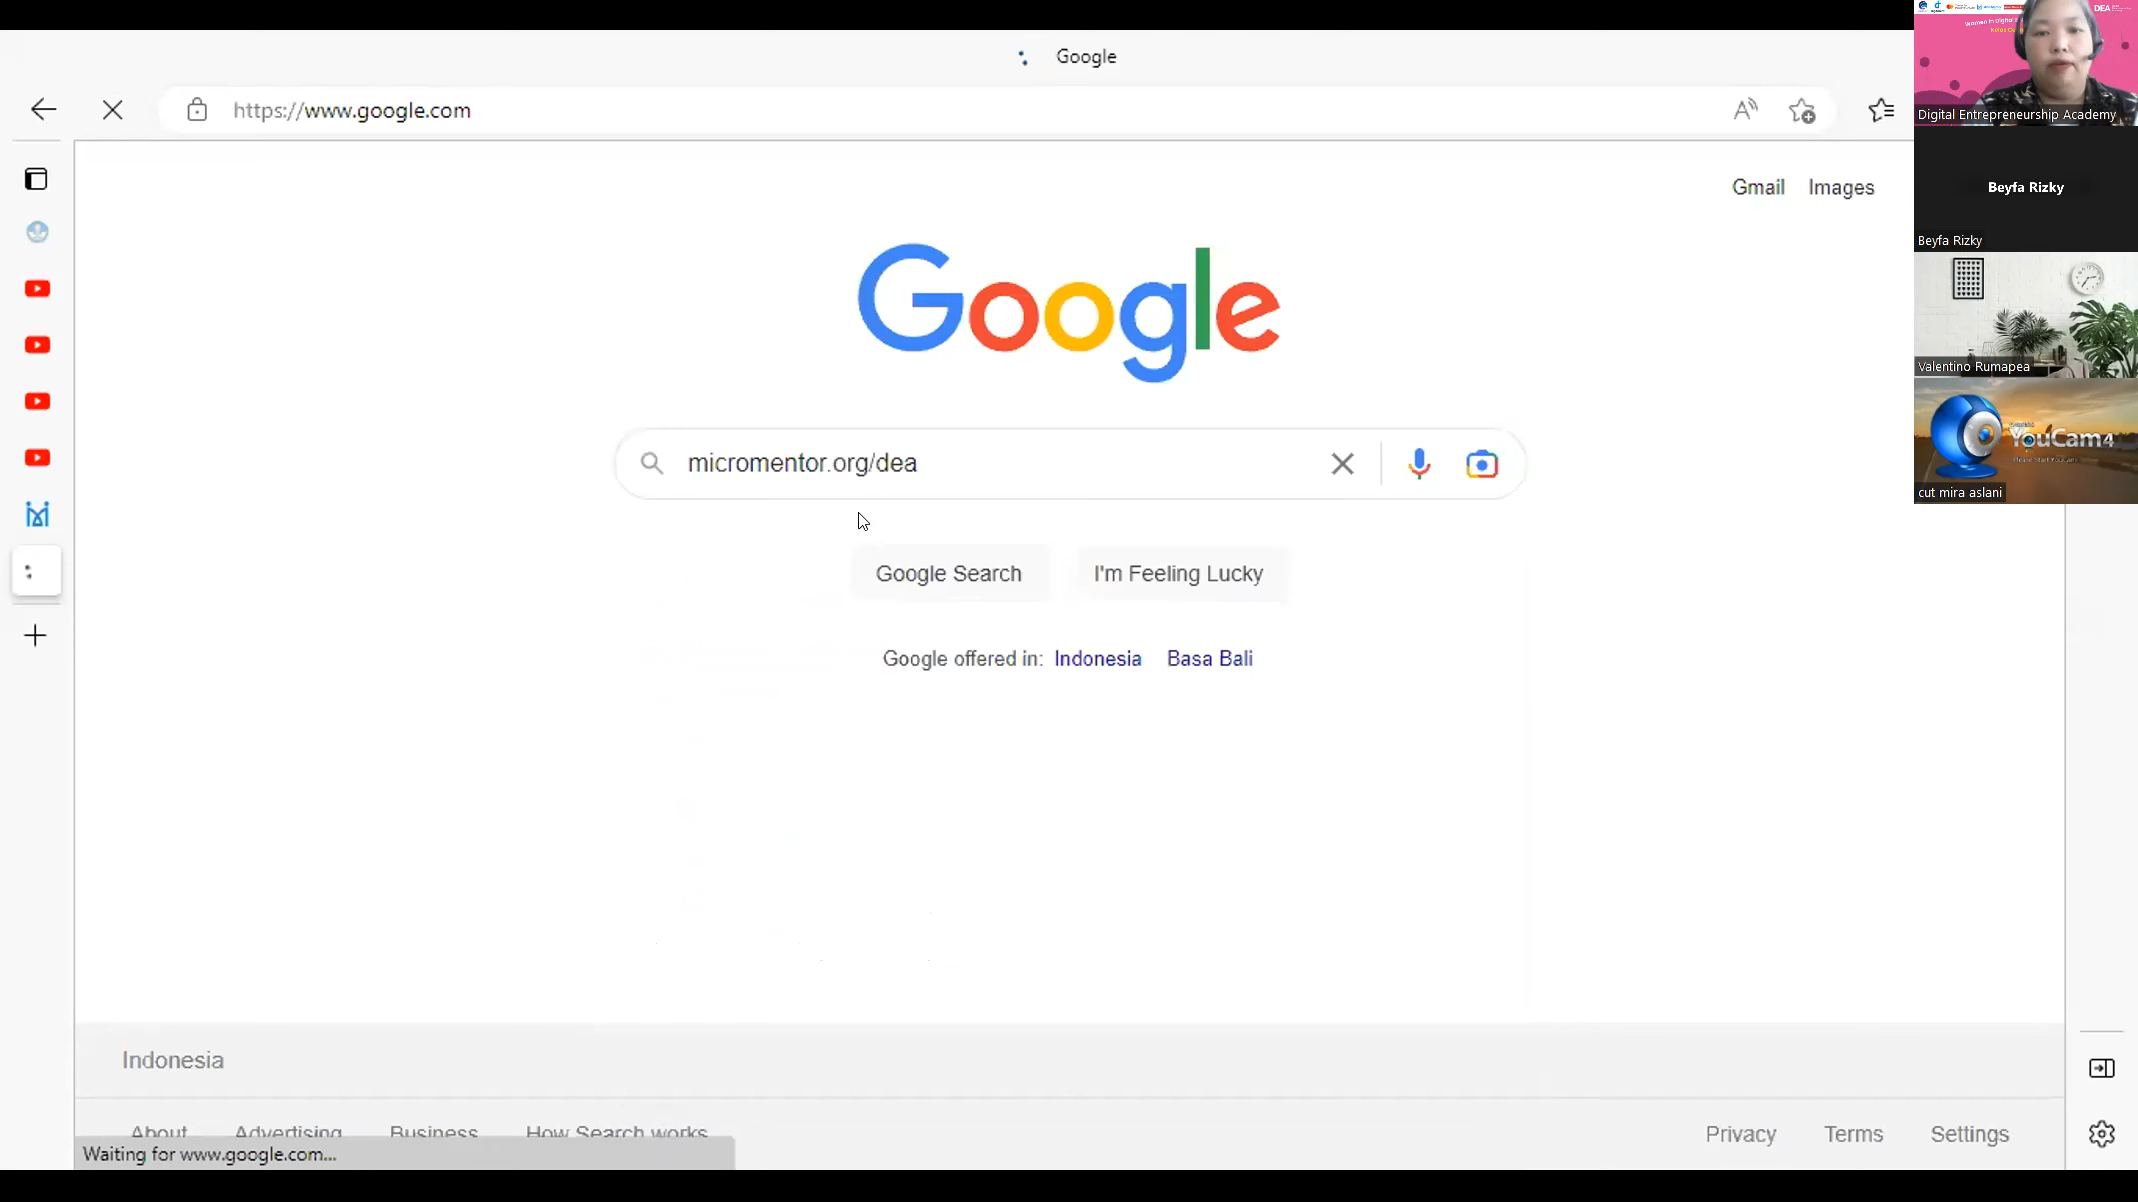 Google
https://www.google.com
Gmail Images
Google
micromentor.org/dea
Google Search I'm Feeling Lucky
Google offered in: Indonesia Basa Bali
Indonesia
About Advertising Business How Search works
Privacy Terms Settings
Waiting for www.google.com...
DEA
Digital Entrepreneurship Academy
Beyfa Rizky
Beyfa Rizky
Valentino Rumapea
YouCam4
cut mira aslani